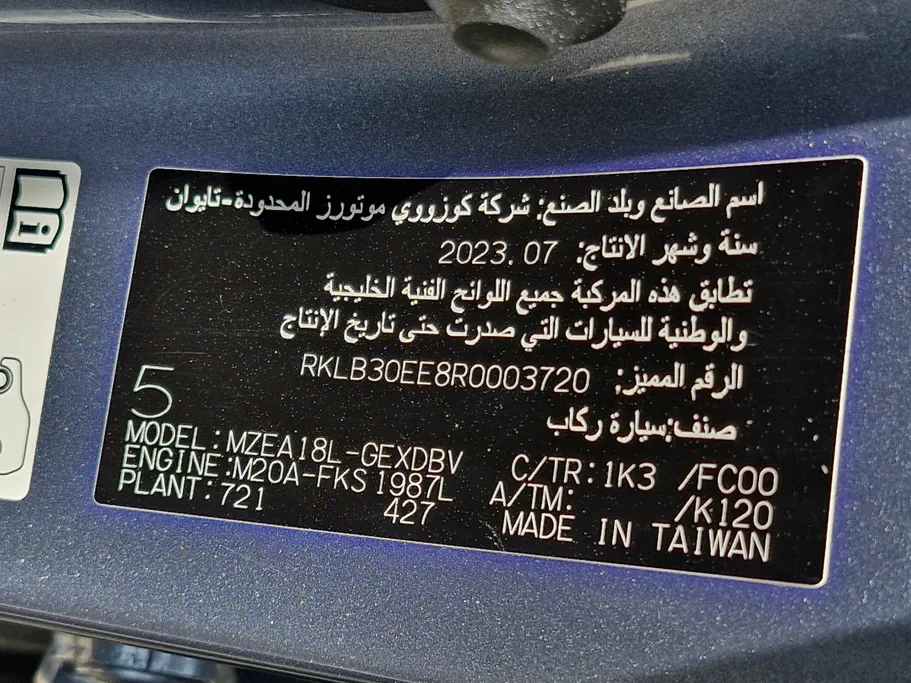 اسم الصانع وبلد الصنع: شركة كوزووي موتورز المحدودة-تايوان
سنة وشهر الانتاج: 2023.07
تطابق هذه المركبة جميع اللوائح الفنية الخليجية
والوطنية للسيارات التي صدرت حتى تاريخ الإنتاج
الرقم المميز: RKLB30EE8R0003720
صنف:سيارة ركاب
5
MODEL:MZEA18L-GEXDBV
ENGINE:M20A-FKS 1987L
PLANT:721 427
C/TR:1K3 /FC00
A/TM: /K120
MADE IN TAIWAN